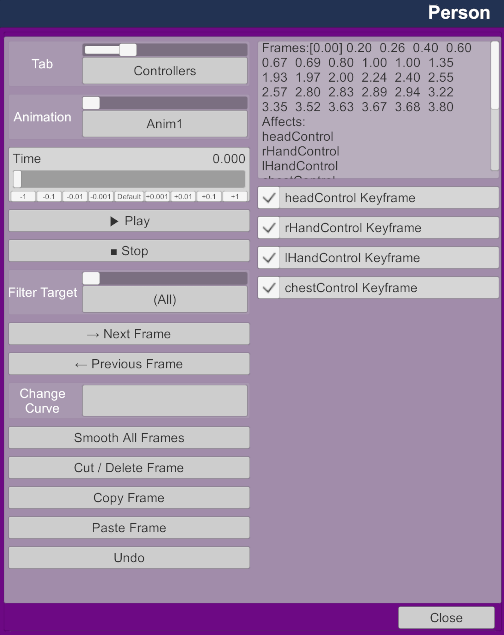 Person
Tab
Controllers
Animation
Anim1
Time 0.000
-1 -0.1 -0.01 -0.001 Default +0.001 +0.01 +0.1 +1
▶ Play
■ Stop
Filter Target
(All)
→ Next Frame
← Previous Frame
Change
Curve
Smooth All Frames
Cut / Delete Frame
Copy Frame
Paste Frame
Undo
Frames:[0.00] 0.20 0.26 0.40 0.60
0.67 0.69 0.80 1.00 1.00 1.35
1.93 1.97 2.00 2.24 2.40 2.55
2.57 2.80 2.83 2.89 2.94 3.22
3.35 3.52 3.63 3.67 3.68 3.80
Affects:
headControl
rHandControl
lHandControl
chestControl
headControl Keyframe
rHandControl Keyframe
lHandControl Keyframe
chestControl Keyframe
Close